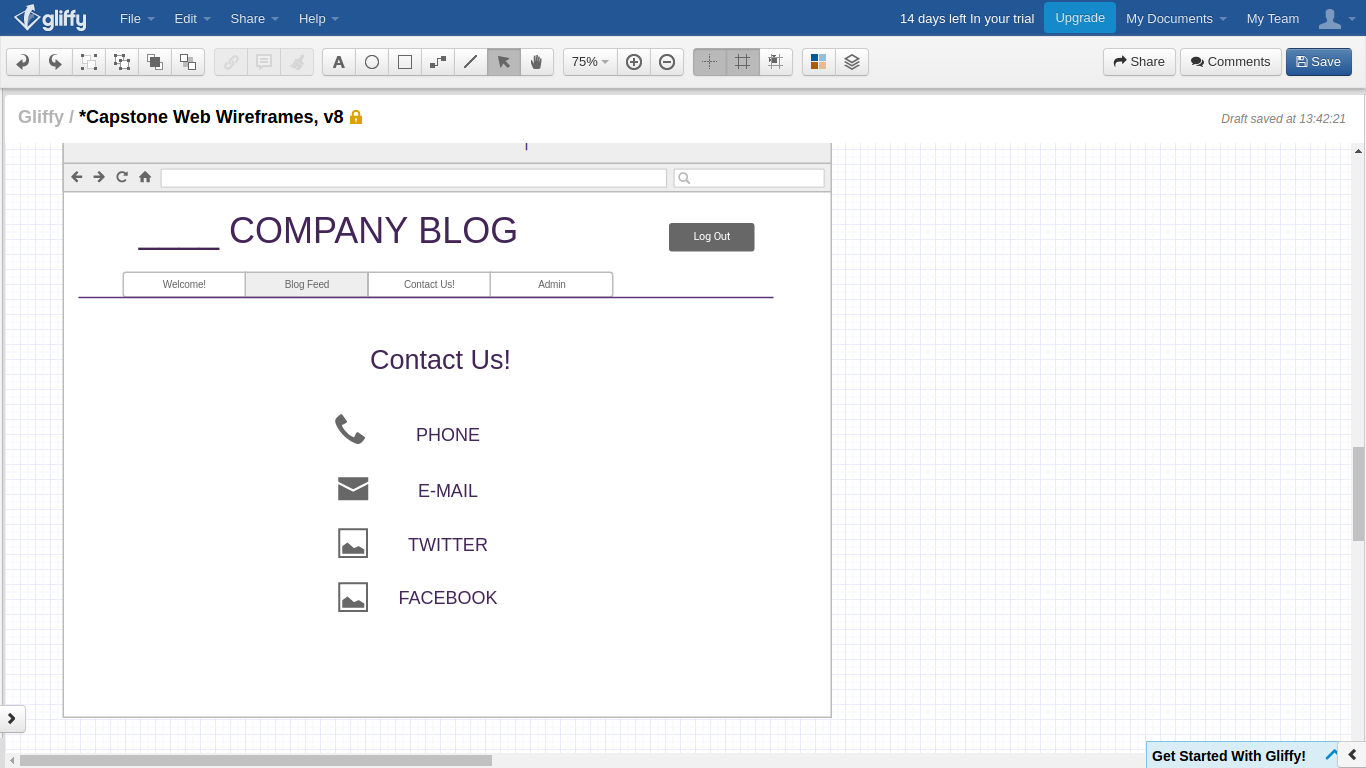 gliffy File Edit Share Help 14 days left In your trial Upgrade My Documents My Team
A 75% Share Comments Save
Gliffy / *Capstone Web Wireframes, v8 Draft saved at 13:42:21
____ COMPANY BLOG
Log Out
Welcome! Blog Feed Contact Us! Admin
Contact Us!
PHONE
E-MAIL
TWITTER
FACEBOOK
Get Started With Gliffy!